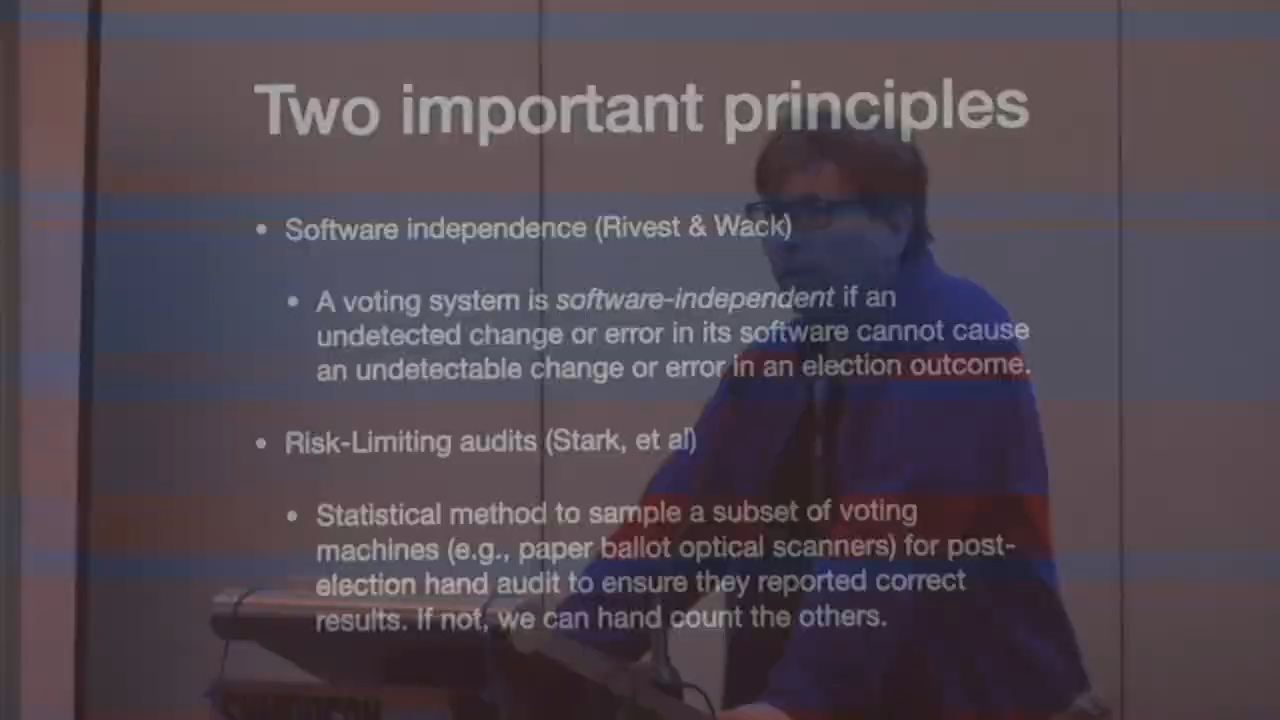 Two important principles
• Software independence (Rivest & Wack)
• A voting system is software-independent if an
undetected change or error in its software cannot cause
an undetectable change or error in an election outcome.
• Risk-Limiting audits (Stark, et al)
• Statistical method to sample a subset of voting
machines (e.g., paper ballot optical scanners) for post-
election hand audit to ensure they reported correct
results. If not, we can hand count the others.